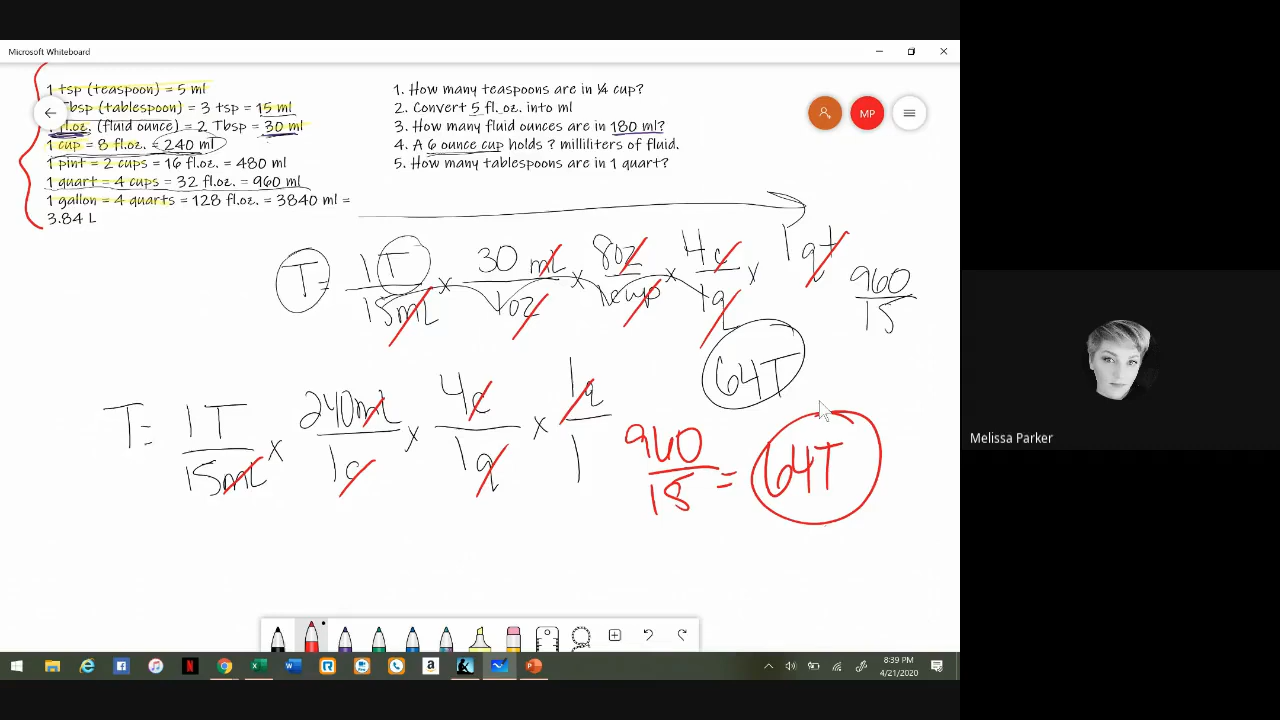 Microsoft Whiteboard
1 tsp (teaspoon) = 5 ml
Tbsp (tablespoon) = 3 tsp = 15 ml
fl.oz. (fluid ounce) = 2 Tbsp = 30 ml
1 cup = 8 fl.oz. = 240 ml
1 pint = 2 cups = 16 fl.oz. = 480 ml
1 quart = 4 cups = 32 fl.oz. = 960 ml
1 gallon = 4 quarts = 128 fl.oz. = 3840 ml =
3.84 L
1. How many teaspoons are in ¼ cup?
2. Convert 5 fl. oz. into ml
3. How many fluid ounces are in 180 ml?
4. A 6 ounce cup holds ? milliliters of fluid.
5. How many tablespoons are in 1 quart?
MP
T = 1T × 30 mL × 8oz × 4c × 1qt
15mL 1oz 1cup 1q
960
15
64T
T = 1T × 240mL × 4c × 1q
15mL 1c 1q 1
960
15 = 64T
Melissa Parker
8:39 PM
4/21/2020